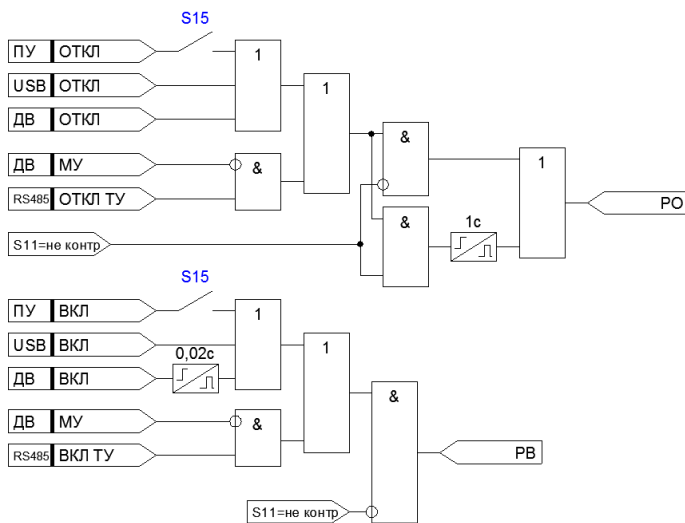 S15
ПУ ОТКЛ
1
USB ОТКЛ
1
ДВ ОТКЛ
&
1
ДВ МУ
&
RS485 ОТКЛ ТУ
РО
&
1с
S11=не контр
S15
ПУ ВКЛ
1
USB ВКЛ
1
0,02с
ДВ ВКЛ
&
ДВ МУ
&
RS485 ВКЛ ТУ
РВ
S11=не контр